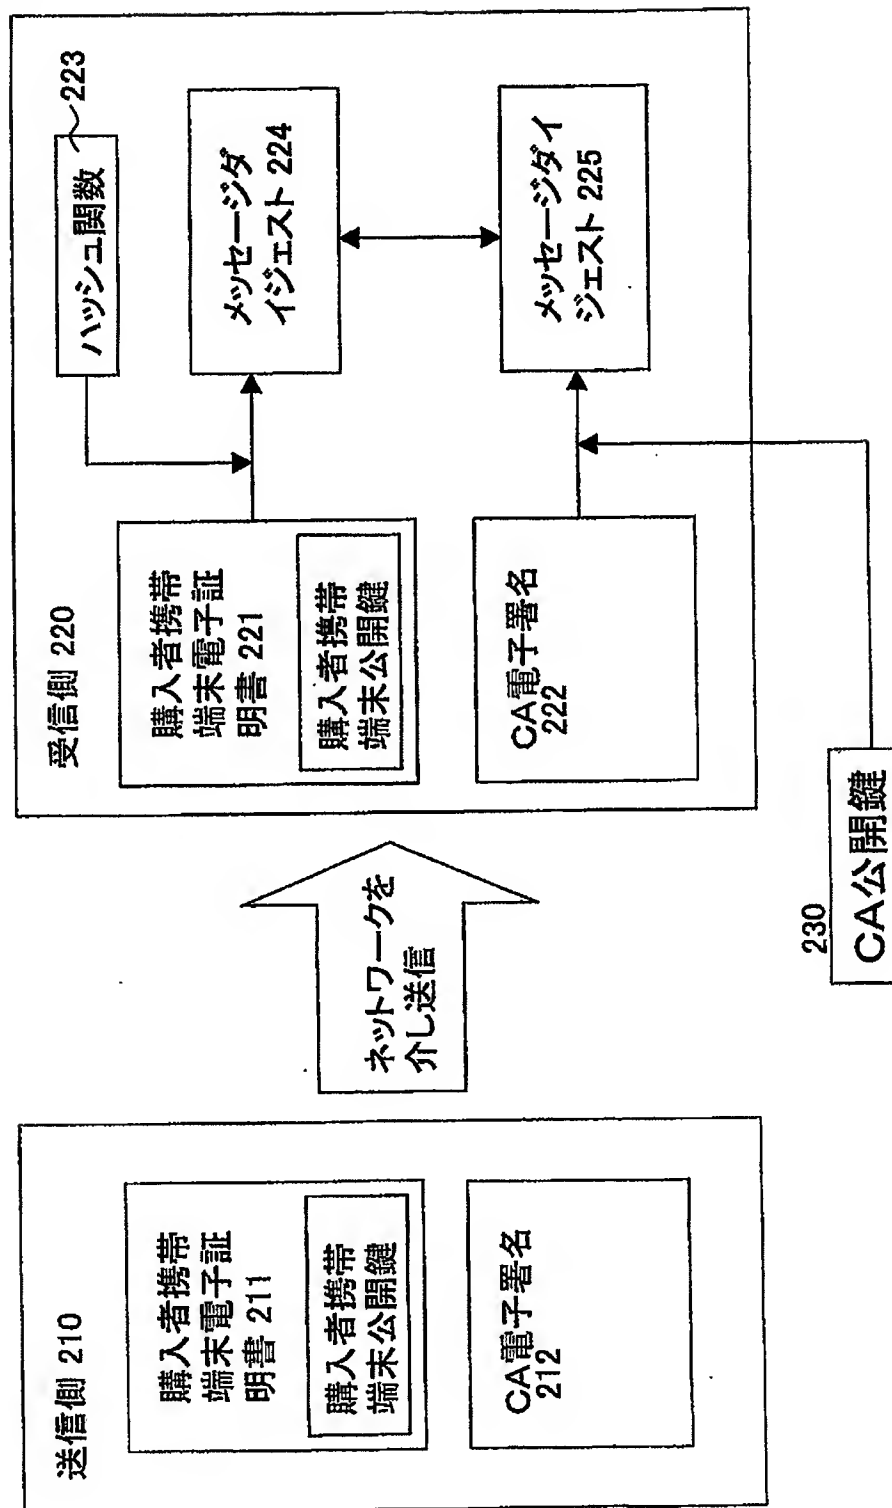 送信側 210
購入者携帯
端末電子証
明書 211
購入者携帯
端末公開鍵
CA電子署名
212
ネットワークを
介し送信
受信側 220
購入者携帯
端末電子証
明書 221
購入者携帯
端末公開鍵
CA電子署名
222
ハッシュ関数
223
メッセージダ
イジェスト 224
メッセージダイ
ジェスト 225
230
CA公開鍵